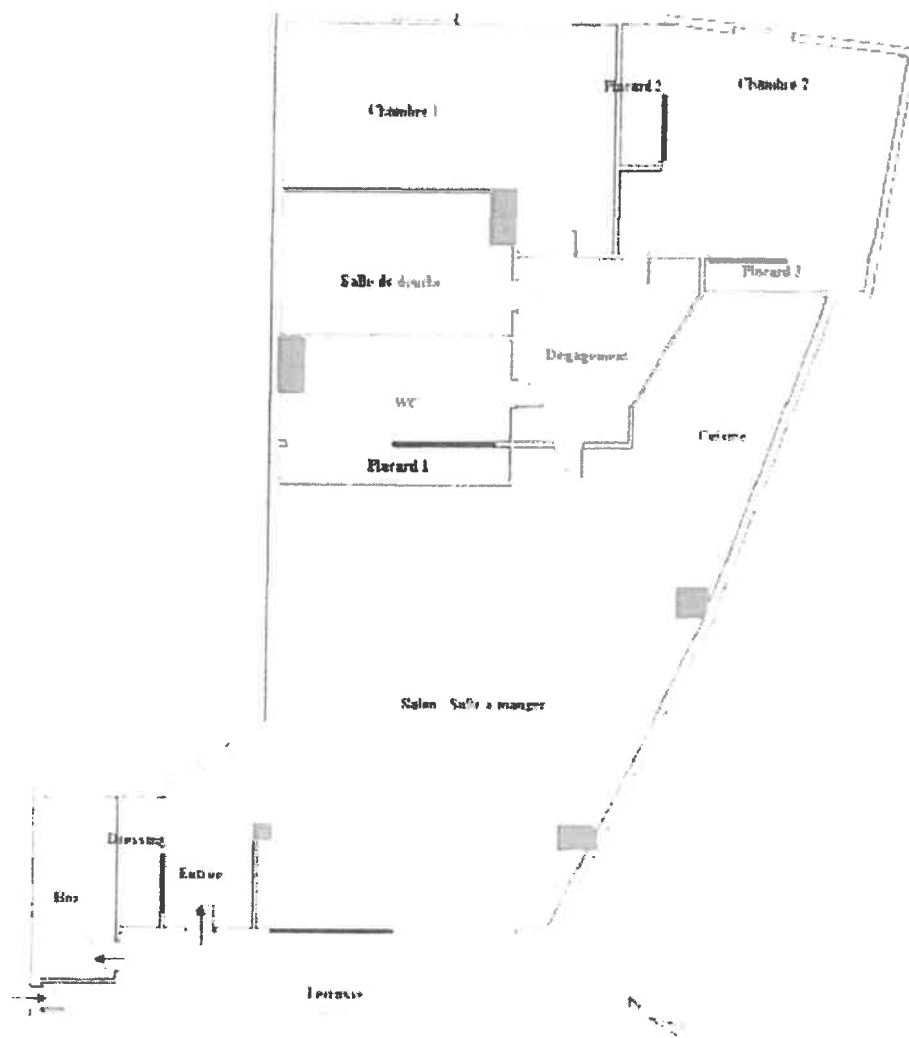 Chambre 1
Placard 2
Chambre 2
Salle de douche
Placard 3
Dégagement
WC
Cuisine
Placard 1
Salon Salle a manger
Dressing
Entree
Box
Terrasse
N